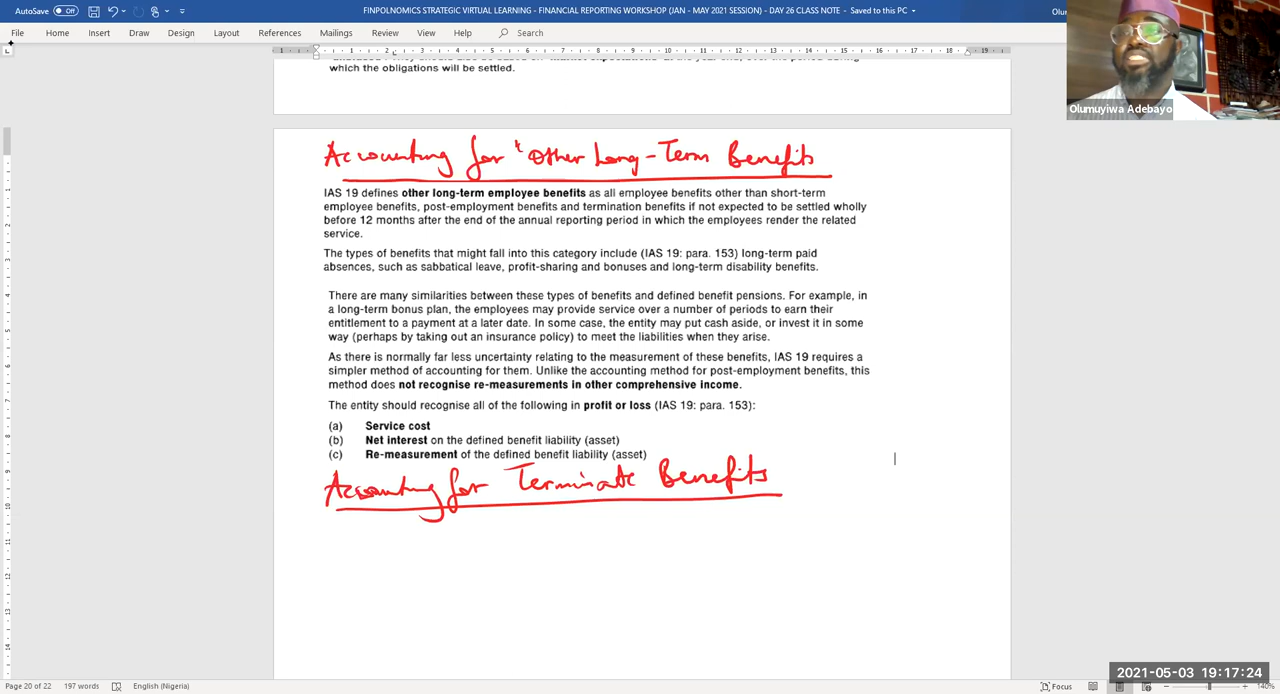 AutoSave Off
FINPOLNOMICS STRATEGIC VIRTUAL LEARNING - FINANCIAL REPORTING WORKSHOP (JAN - MAY 2021 SESSION) - DAY 26 CLASS NOTE - Saved to this PC
File Home Insert Draw Design Layout References Mailings Review View Help Search
Olumuyiwa Adebayo
which the obligations will be settled.
Accounting for "Other Long-Term Benefits
IAS 19 defines other long-term employee benefits as all employee benefits other than short-term
employee benefits, post-employment benefits and termination benefits if not expected to be settled wholly
before 12 months after the end of the annual reporting period in which the employees render the related
service.
The types of benefits that might fall into this category include (IAS 19: para. 153) long-term paid
absences, such as sabbatical leave, profit-sharing and bonuses and long-term disability benefits.
There are many similarities between these types of benefits and defined benefit pensions. For example, in
a long-term bonus plan, the employees may provide service over a number of periods to earn their
entitlement to a payment at a later date. In some case, the entity may put cash aside, or invest it in some
way (perhaps by taking out an insurance policy) to meet the liabilities when they arise.
As there is normally far less uncertainty relating to the measurement of these benefits, IAS 19 requires a
simpler method of accounting for them. Unlike the accounting method for post-employment benefits, this
method does not recognise re-measurements in other comprehensive income.
The entity should recognise all of the following in profit or loss (IAS 19: para. 153):
(a) Service cost
(b) Net interest on the defined benefit liability (asset)
(c) Re-measurement of the defined benefit liability (asset)
Accounting for Terminate Benefits
2021-05-03 19:17:24
Page 20 of 22 197 words English (Nigeria) Focus 140%